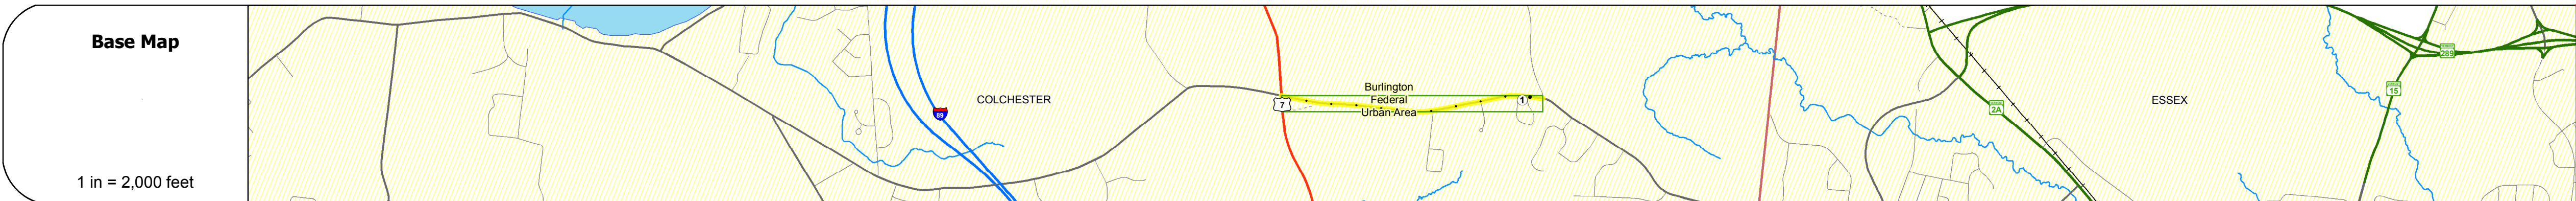 Base Map
1 in = 2,000 feet
COLCHESTER
89
7
Burlington
Federal
Urban Area
1
2A
ESSEX
15
289